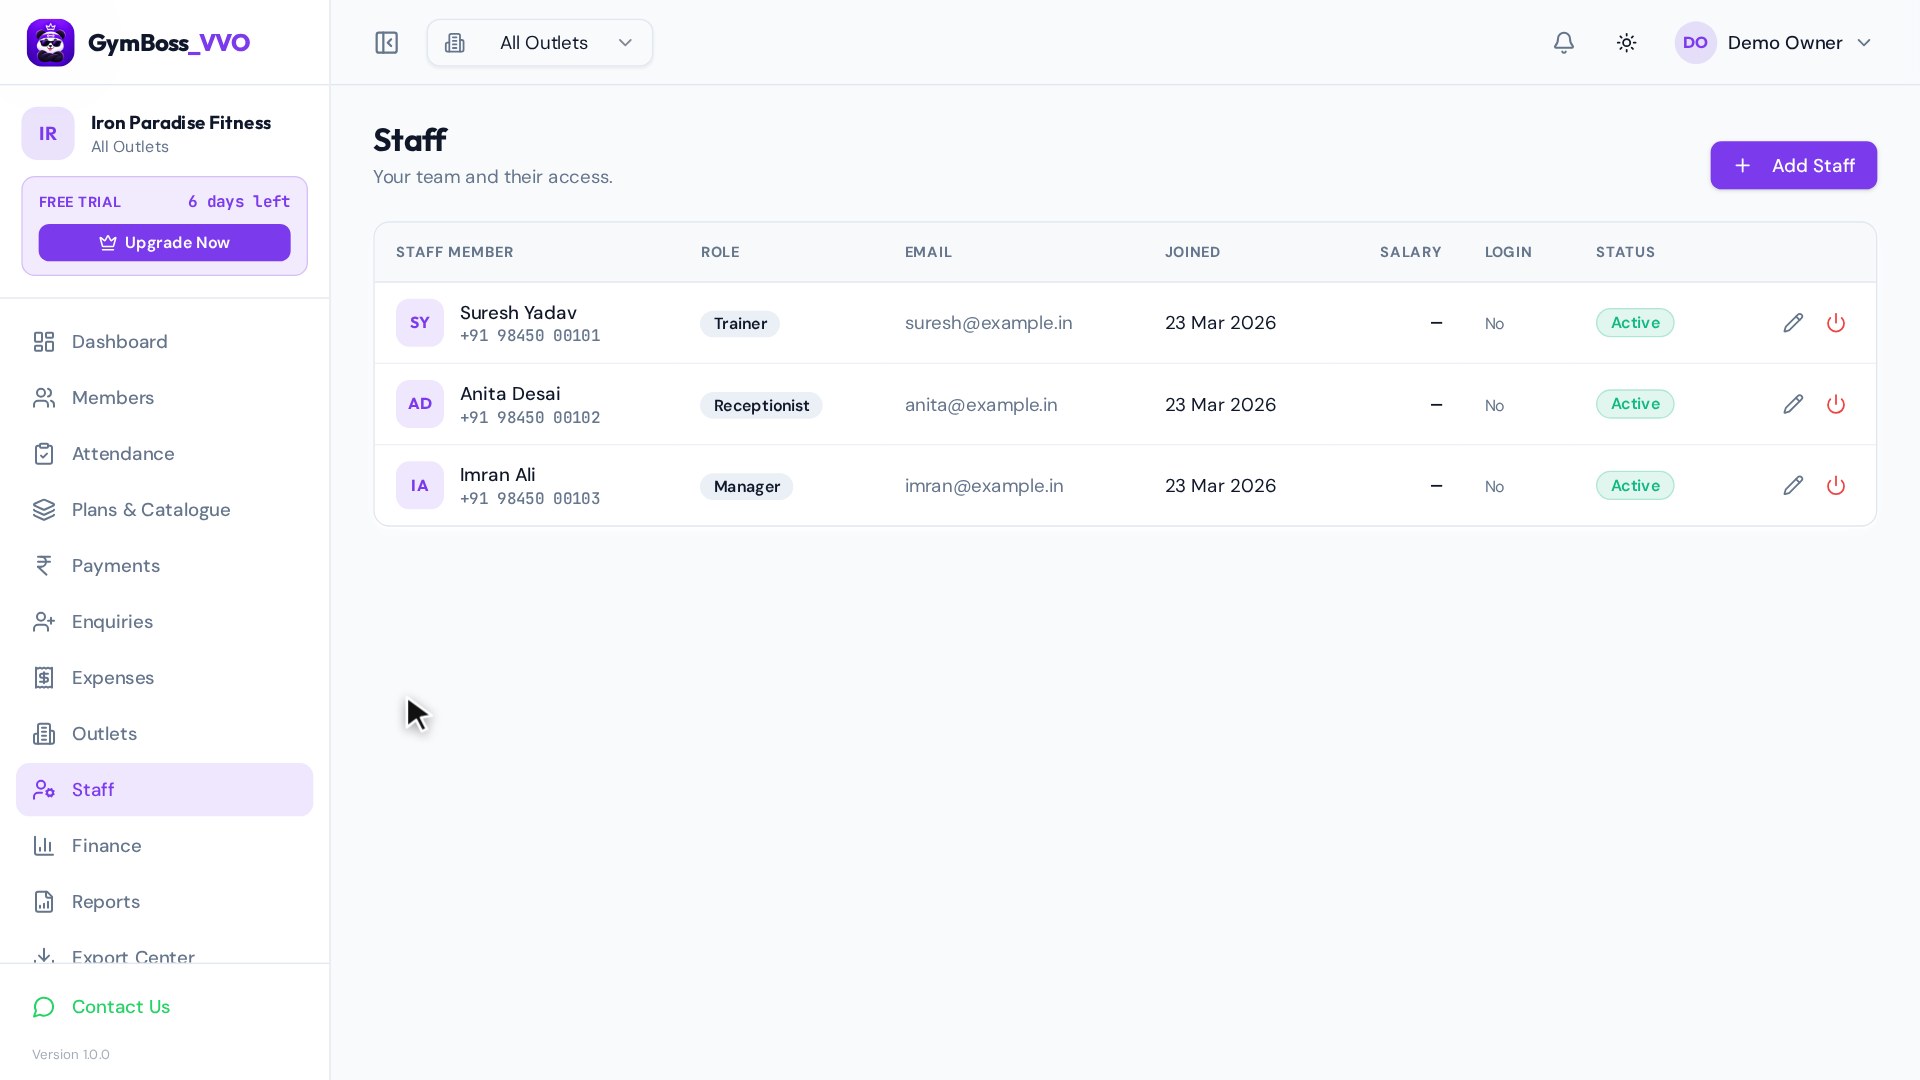 GymBoss_VVO
All Outlets
DO Demo Owner
IR
Iron Paradise Fitness
All Outlets
FREE TRIAL 6 days left
Upgrade Now
Dashboard
Members
Attendance
Plans & Catalogue
Payments
Enquiries
Expenses
Outlets
Staff
Finance
Reports
Export Center
Contact Us
Version 1.0.0
Staff
Your team and their access.
Add Staff
STAFF MEMBER ROLE EMAIL JOINED SALARY LOGIN STATUS
SY Suresh Yadav Trainer suresh@example.in 23 Mar 2026 – No Active
+91 98450 00101
AD Anita Desai Receptionist anita@example.in 23 Mar 2026 – No Active
+91 98450 00102
IA Imran Ali Manager imran@example.in 23 Mar 2026 – No Active
+91 98450 00103